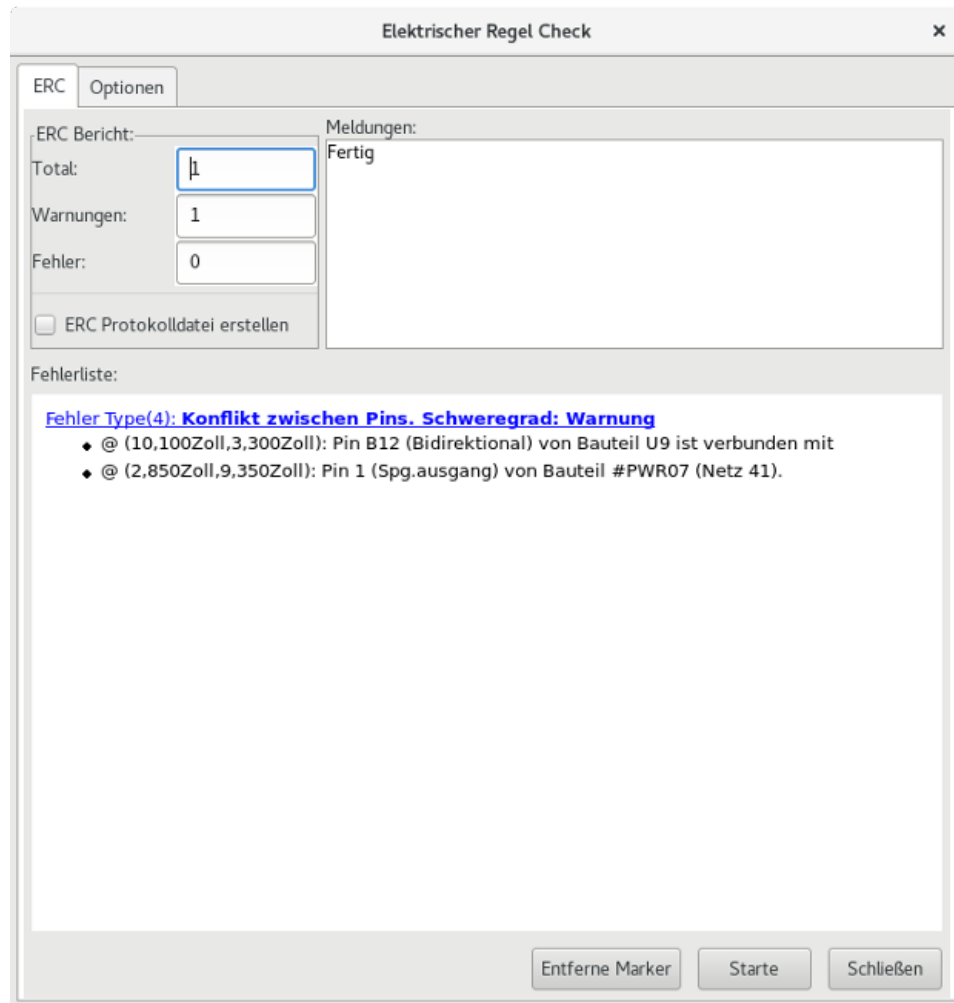 Elektrischer Regel Check ×
ERC Optionen
ERC Bericht:
Total: 1
Warnungen: 1
Fehler: 0
ERC Protokolldatei erstellen
Meldungen:
Fertig
Fehlerliste:
Fehler Type(4): Konflikt zwischen Pins. Schweregrad: Warnung
◆ @ (10,100Zoll,3,300Zoll): Pin B12 (Bidirektional) von Bauteil U9 ist verbunden mit
◆ @ (2,850Zoll,9,350Zoll): Pin 1 (Spg.ausgang) von Bauteil #PWR07 (Netz 41).
Entferne Marker Starte Schließen